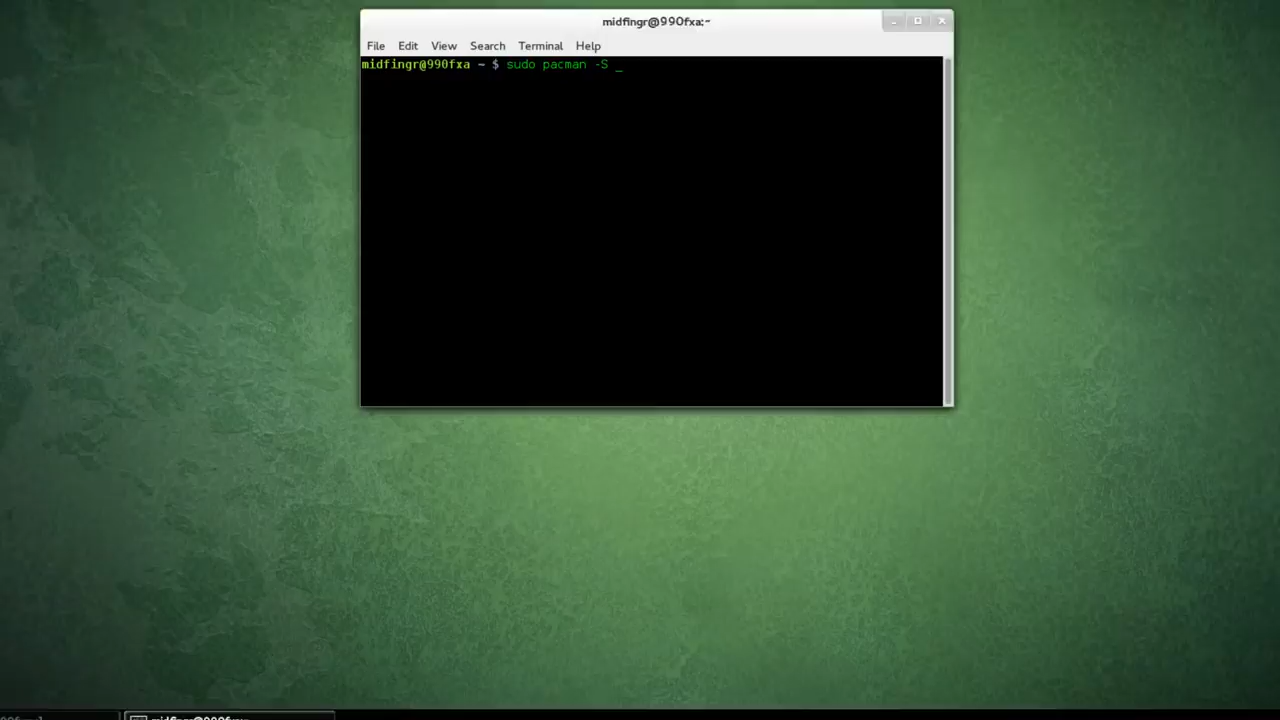 midfingr@990fxa:~
File Edit View Search Terminal Help
midfingr@990fxa ~ $ sudo pacman -S _